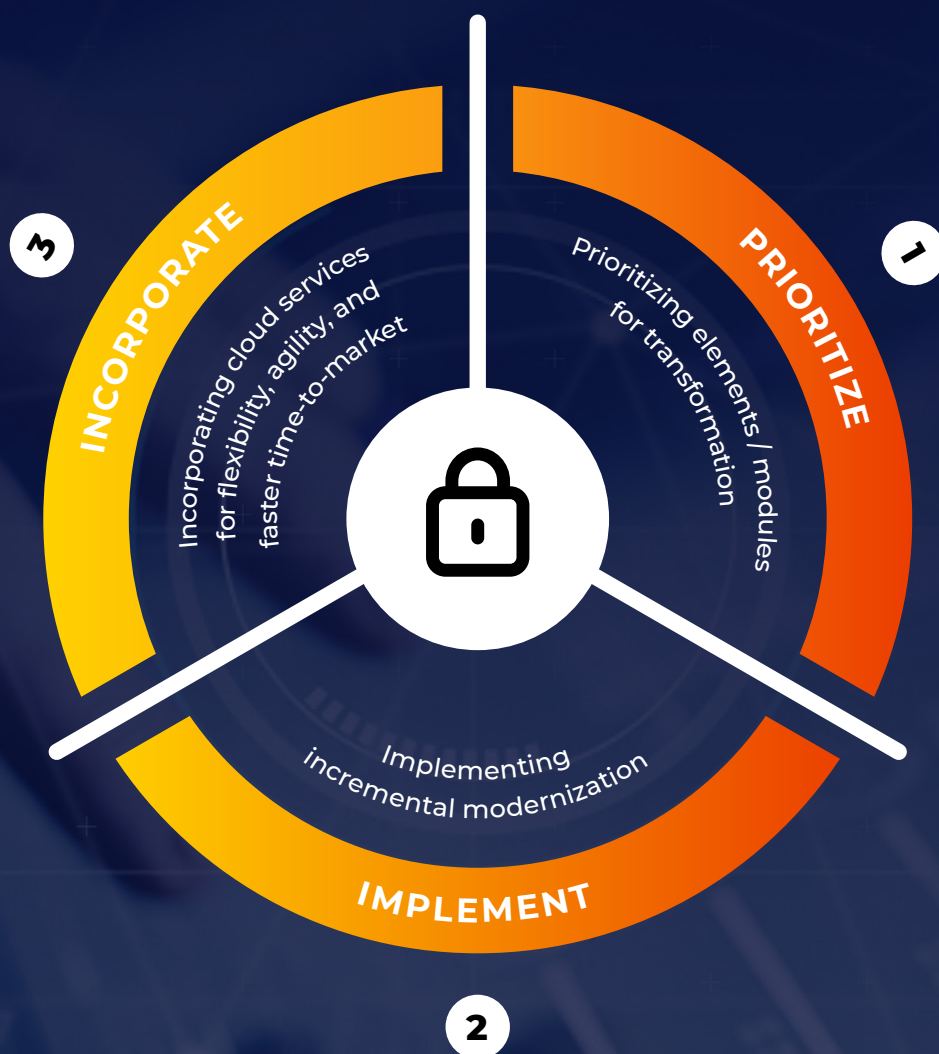 1
PRIORITIZE
Prioritizing elements / modules
for transformation
2
IMPLEMENT
Implementing
incremental modernization
3
INCORPORATE
Incorporating cloud services
for flexibility, agility, and
faster time-to-market